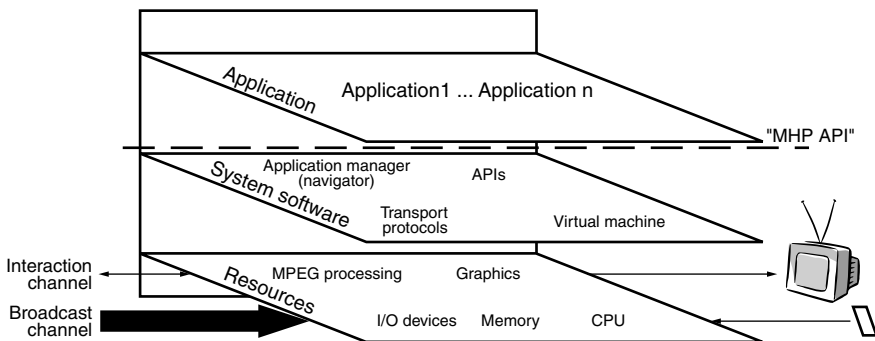 Application
Application1 ... Application n
"MHP API"
System software
Application manager
(navigator)
APIs
Transport
protocols
Virtual machine
Interaction
channel
Resources
MPEG processing
Graphics
Broadcast
channel
I/O devices
Memory
CPU